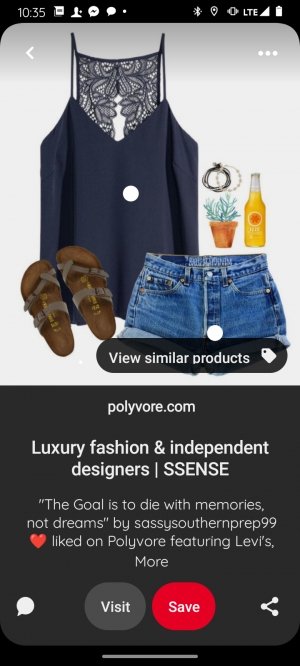 10:35
LTE
View similar products
polyvore.com
Luxury fashion & independent
designers | SSENSE
"The Goal is to die with memories,
not dreams" by sassysouthernprep99
❤️ liked on Polyvore featuring Levi's,
More
Visit
Save